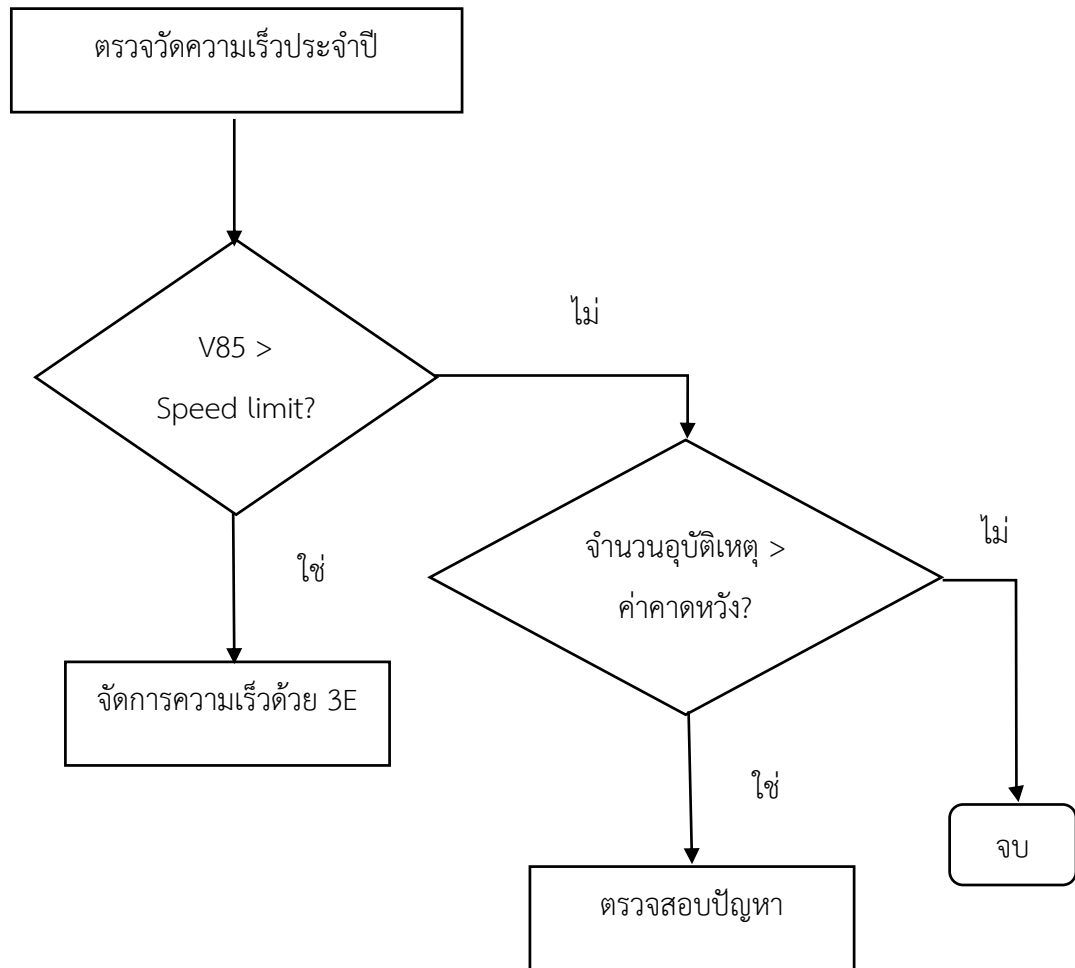 ตรวจวัดความเร็วประจำปี
ไม่
V85 >
Speed limit?
ใช่
จัดการความเร็วด้วย 3E
จำนวนอุบัติเหตุ >
ค่าคาดหวัง?
ไม่
ใช่
จบ
ตรวจสอบปัญหา